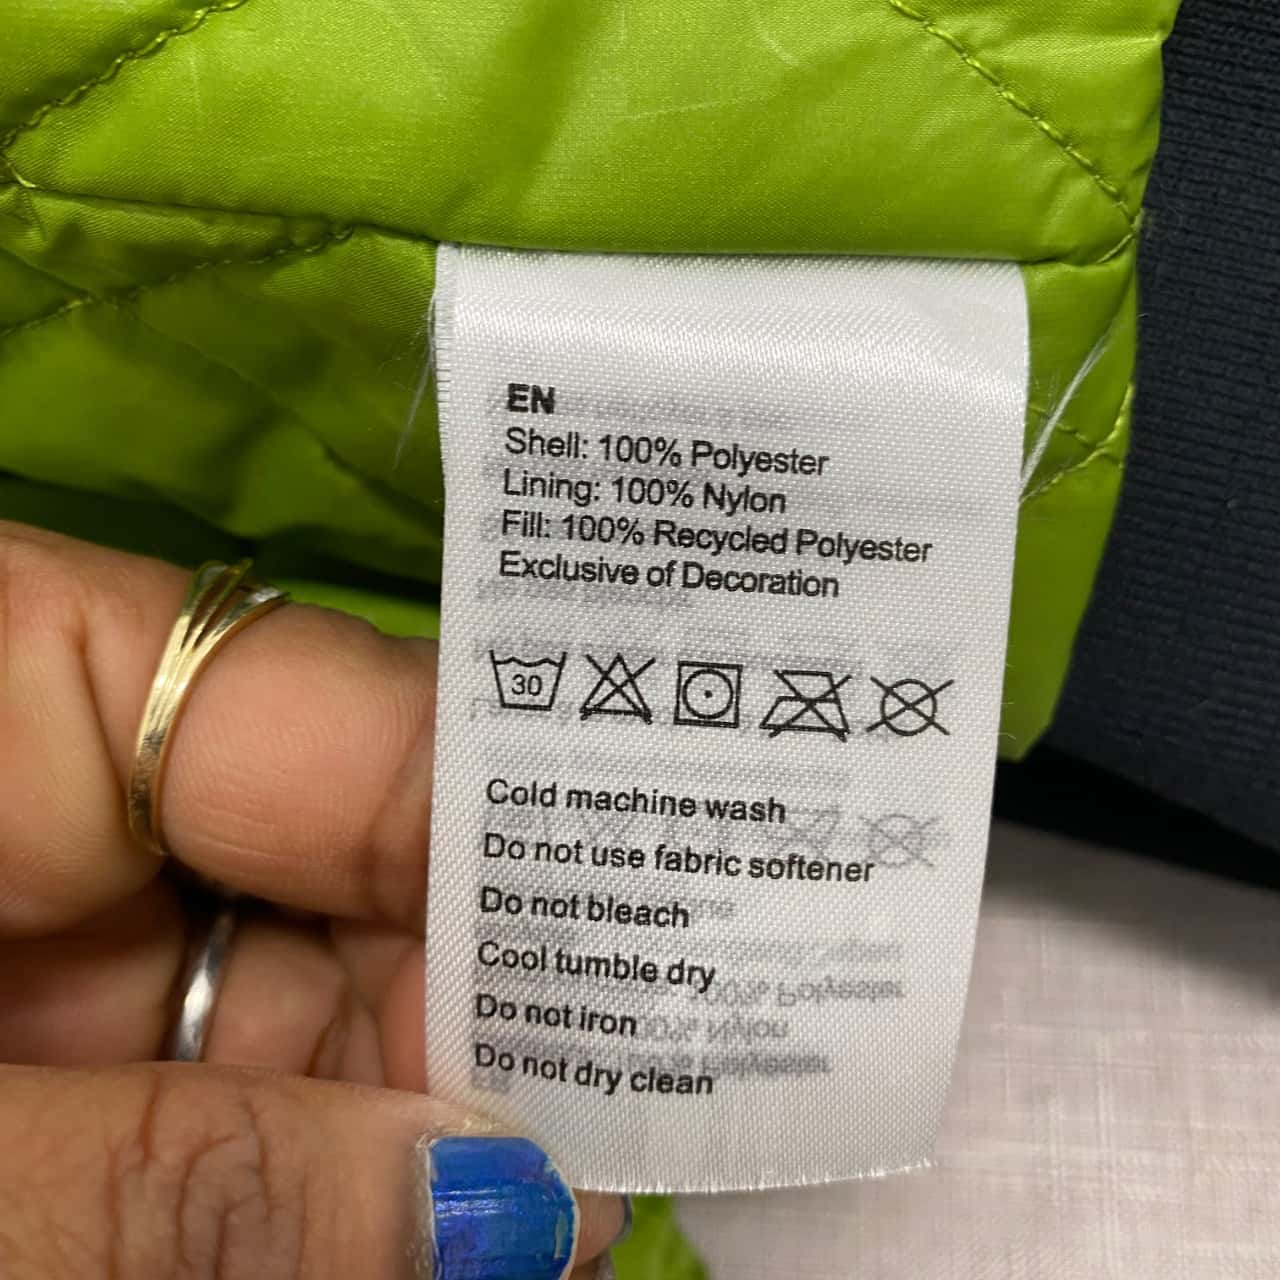 EN
Shell: 100% Polyester
Lining: 100% Nylon
Fill: 100% Recycled Polyester
Exclusive of Decoration
30
Cold machine wash
Do not use fabric softener
Do not bleach
Cool tumble dry
Do not iron
Do not dry clean